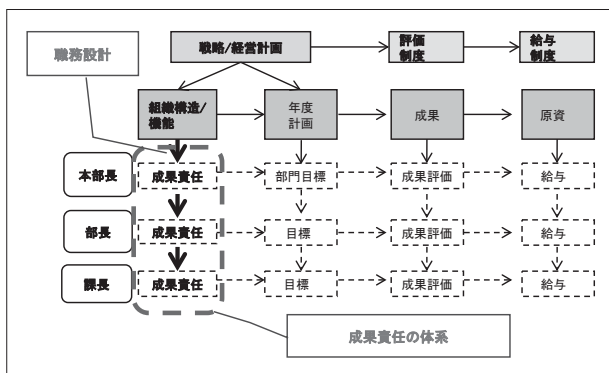 職務設計
戦略/経営計画
評価
制度
給与
制度
組織構造/
機能
年度
計画
成果
原資
本部長
成果責任
部門目標
成果評価
給与
部長
成果責任
目標
成果評価
給与
課長
成果責任
目標
成果評価
給与
成果責任の体系